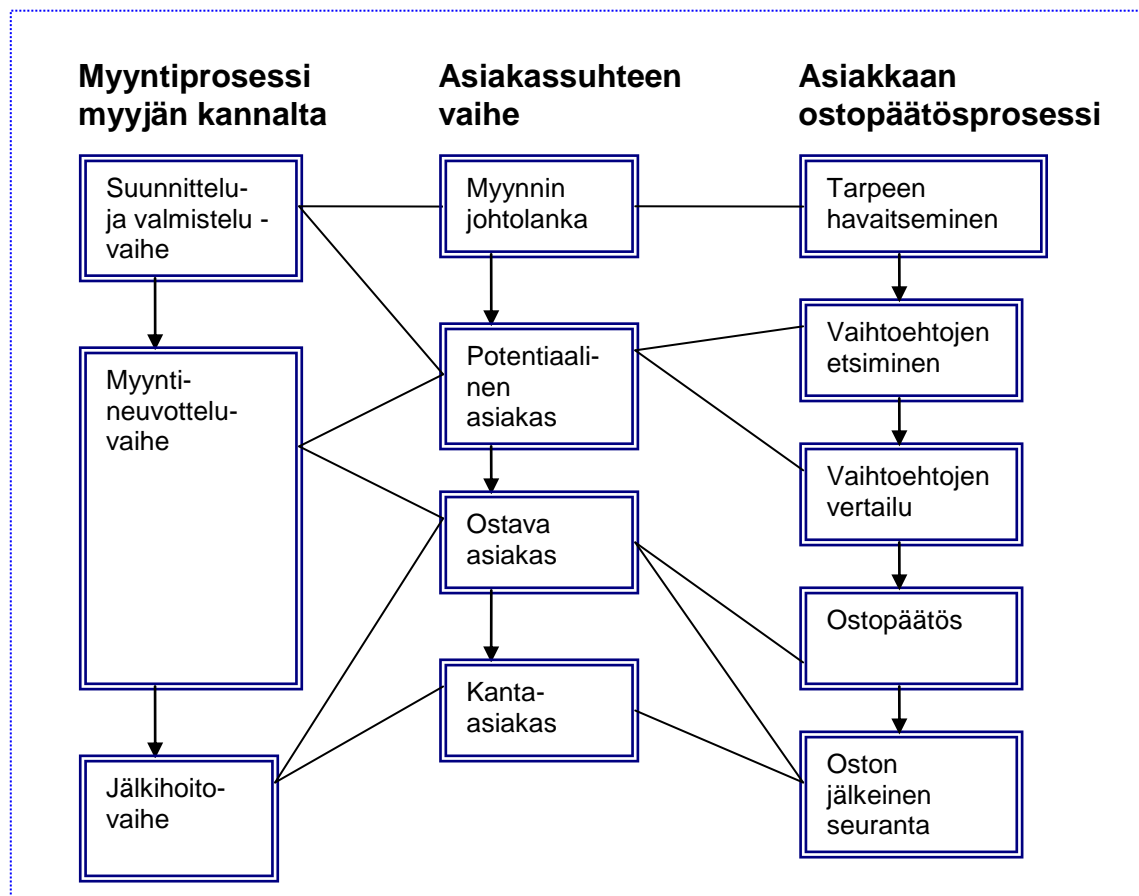 Myyntiprosessi
myyjän kannalta
Asiakassuhteen
vaihe
Asiakkaan
ostopäätösprosessi
Suunnittelu-
ja valmistelu -
vaihe
Myynti-
neuvottelu-
vaihe
Jälkihoito-
vaihe
Myynnin
johtolanka
Potentiaali-
nen
asiakas
Ostava
asiakas
Kanta-
asiakas
Tarpeen
havaitseminen
Vaihtoehtojen
etsiminen
Vaihtoehtojen
vertailu
Ostopäätös
Oston
jälkeinen
seuranta